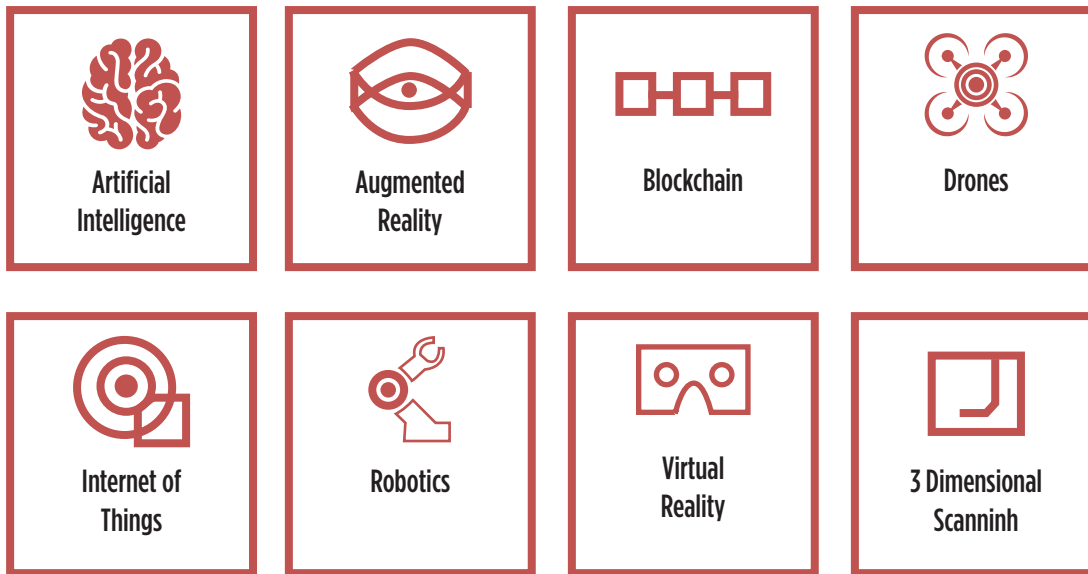 Artificial
Intelligence
Augmented
Reality
Blockchain
Drones
Internet of
Things
Robotics
Virtual
Reality
3 Dimensional
Scanninh